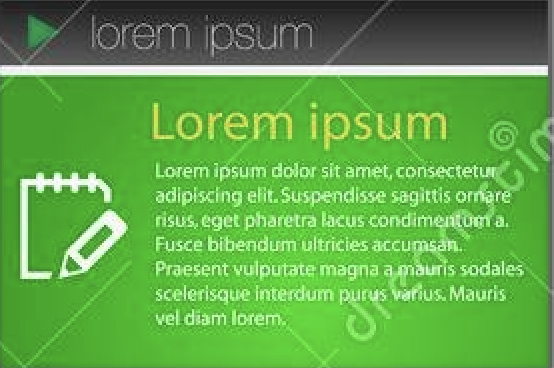 lorem ipsum
Lorem ipsum
Lorem ipsum dolor sit amet, consectetur
adipiscing elit. Suspendisse sagittis ornare
risus, eget pharetra lacus condimentum a.
Fusce bibendum ultricies accumsan.
Praesent vulputate magna a mauris sodales
scelerisque interdum purus varius. Mauris
vel diam lorem.